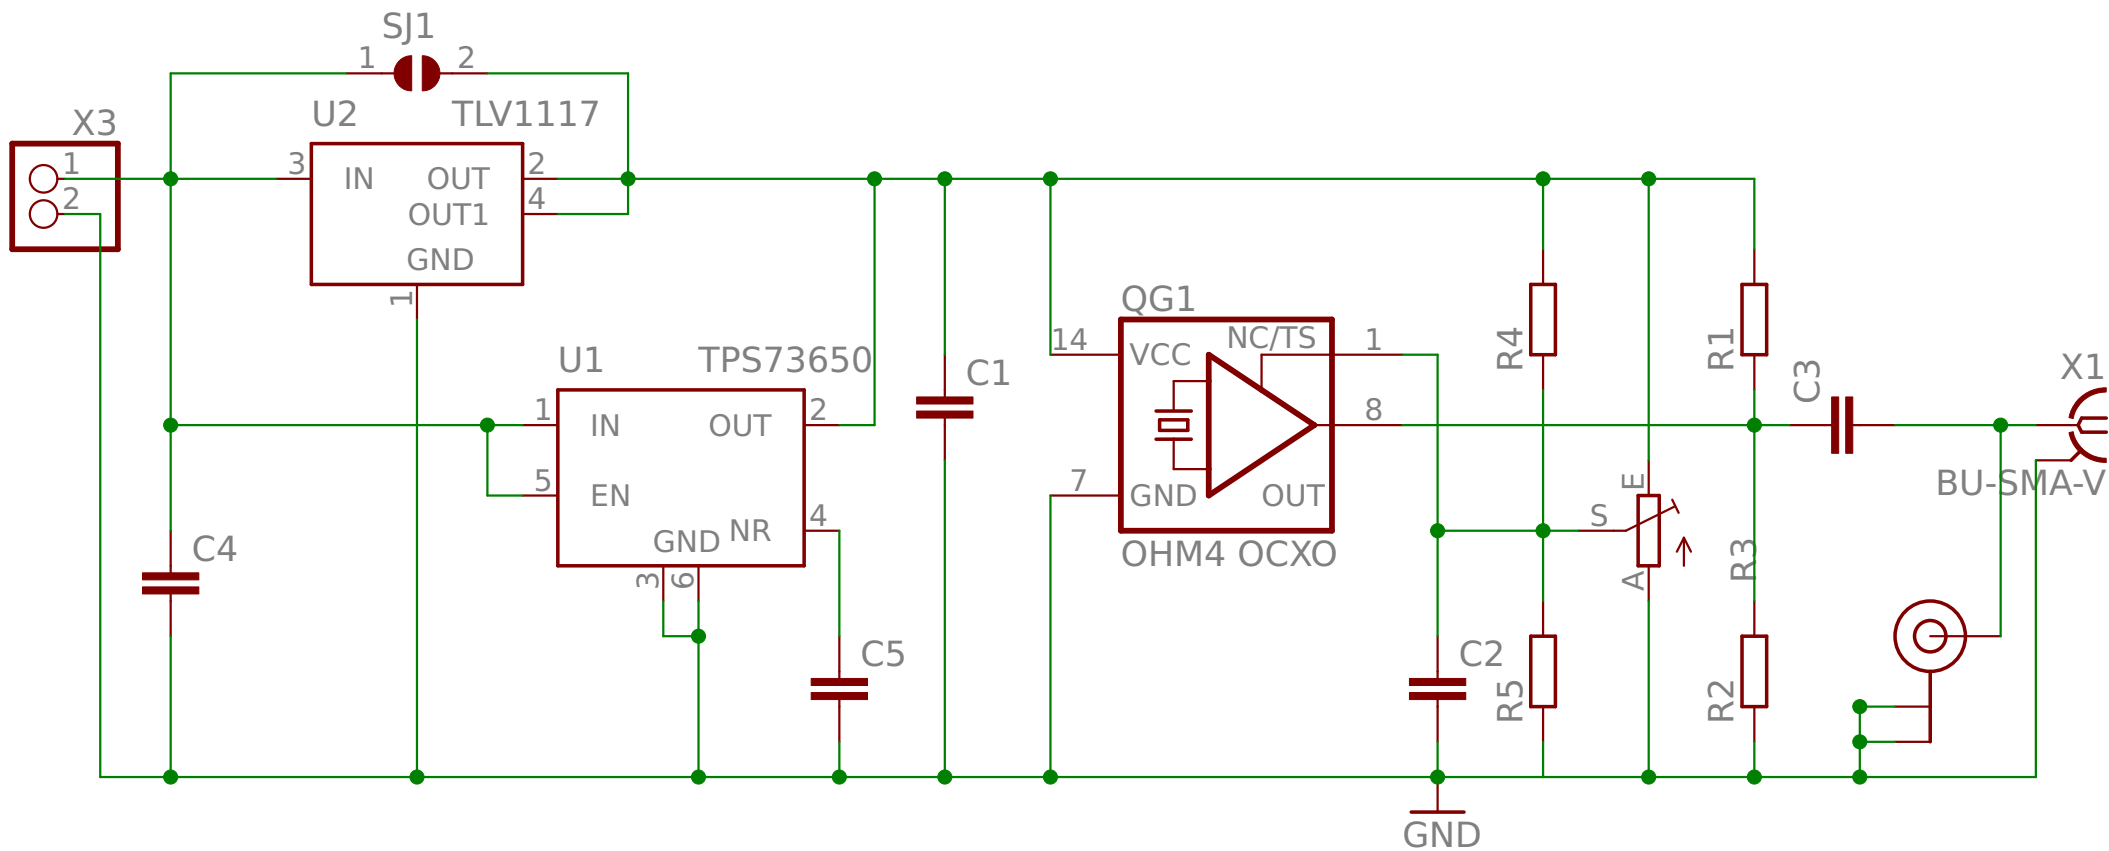 SJ1
1 2
U2 TLV1117
X3
1
2
3 IN OUT 2
OUT1 4
GND
1
U1 TPS73650
1 IN OUT 2
5 EN
NR 4
GND
3 6
C4
C5
C1
QG1
NC/TS 1
14 VCC
8
7 GND OUT
OHM4 OCXO
R4
R1
C3
X1
BU-SMA-V
E
S
A
R3
C2
R5
R2
GND